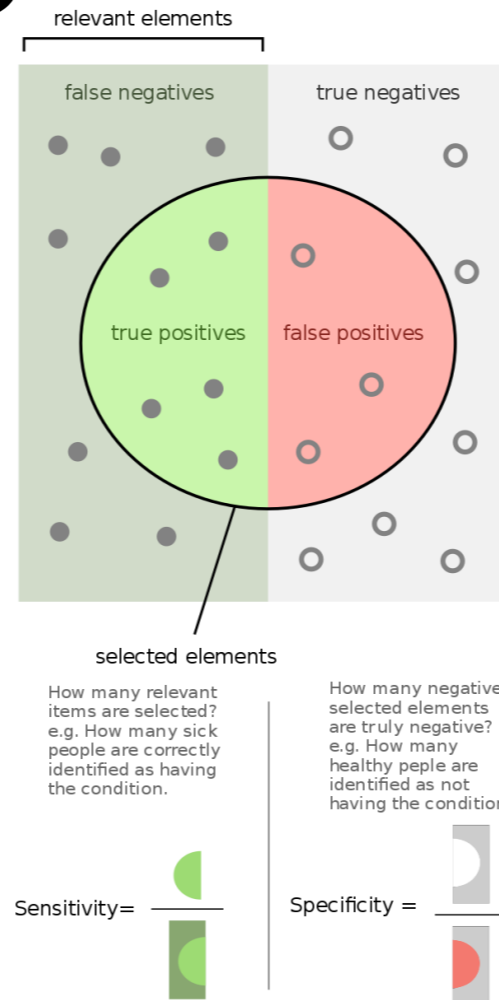 relevant elements
false negatives
true negatives
true positives
false positives
selected elements
How many relevant
items are selected?
e.g. How many sick
people are correctly
identified as having
the condition.
How many negative
selected elements
are truly negative?
e.g. How many
healthy peple are
identified as not
having the condition
Sensitivity=
Specificity =